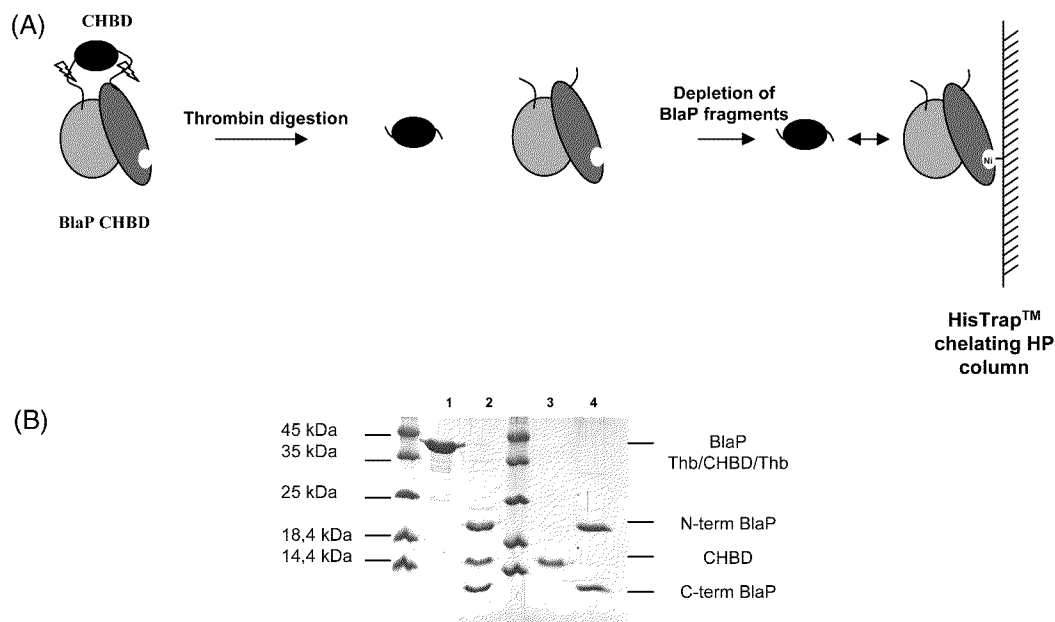 (A)
CHBD
BlaP CHBD
Thrombin digestion
Depletion of
BlaP fragments
Ni
HisTrap™
chelating HP
column
(B)
1 2 3 4
45 kDa
35 kDa
25 kDa
18,4 kDa
14,4 kDa
BlaP
Thb/CHBD/Thb
N-term BlaP
CHBD
C-term BlaP